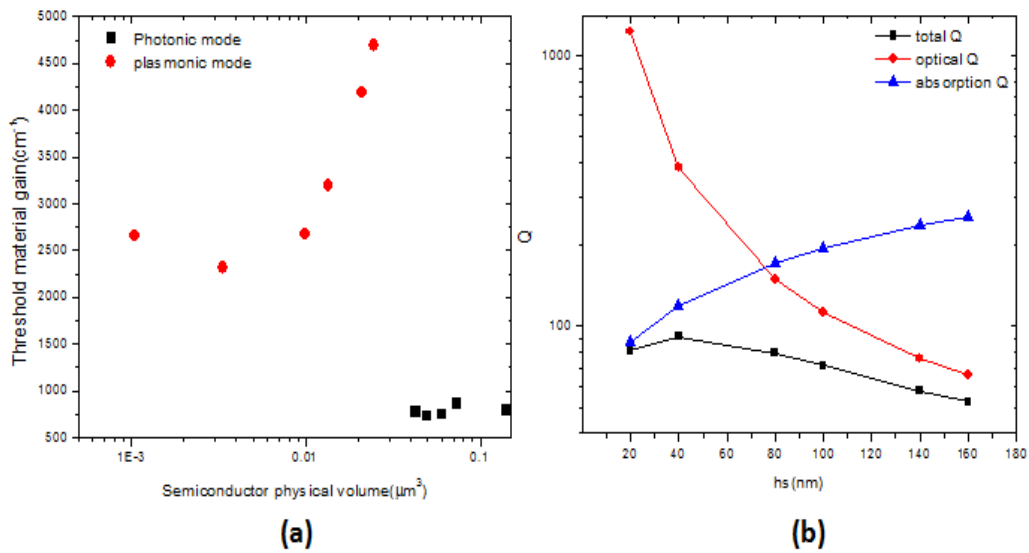 Photonic mode
plasmonic mode
5000
4500
4000
3500
3000
2500
2000
1500
1000
500
Threshold material gain(cm⁻¹)
1E-3
0.01
0.1
Semiconductor physical volume(μm³)
(a)
total Q
optical Q
absorption Q
1000
100
Q
20
40
60
80
100
120
140
160
180
hs(nm)
(b)